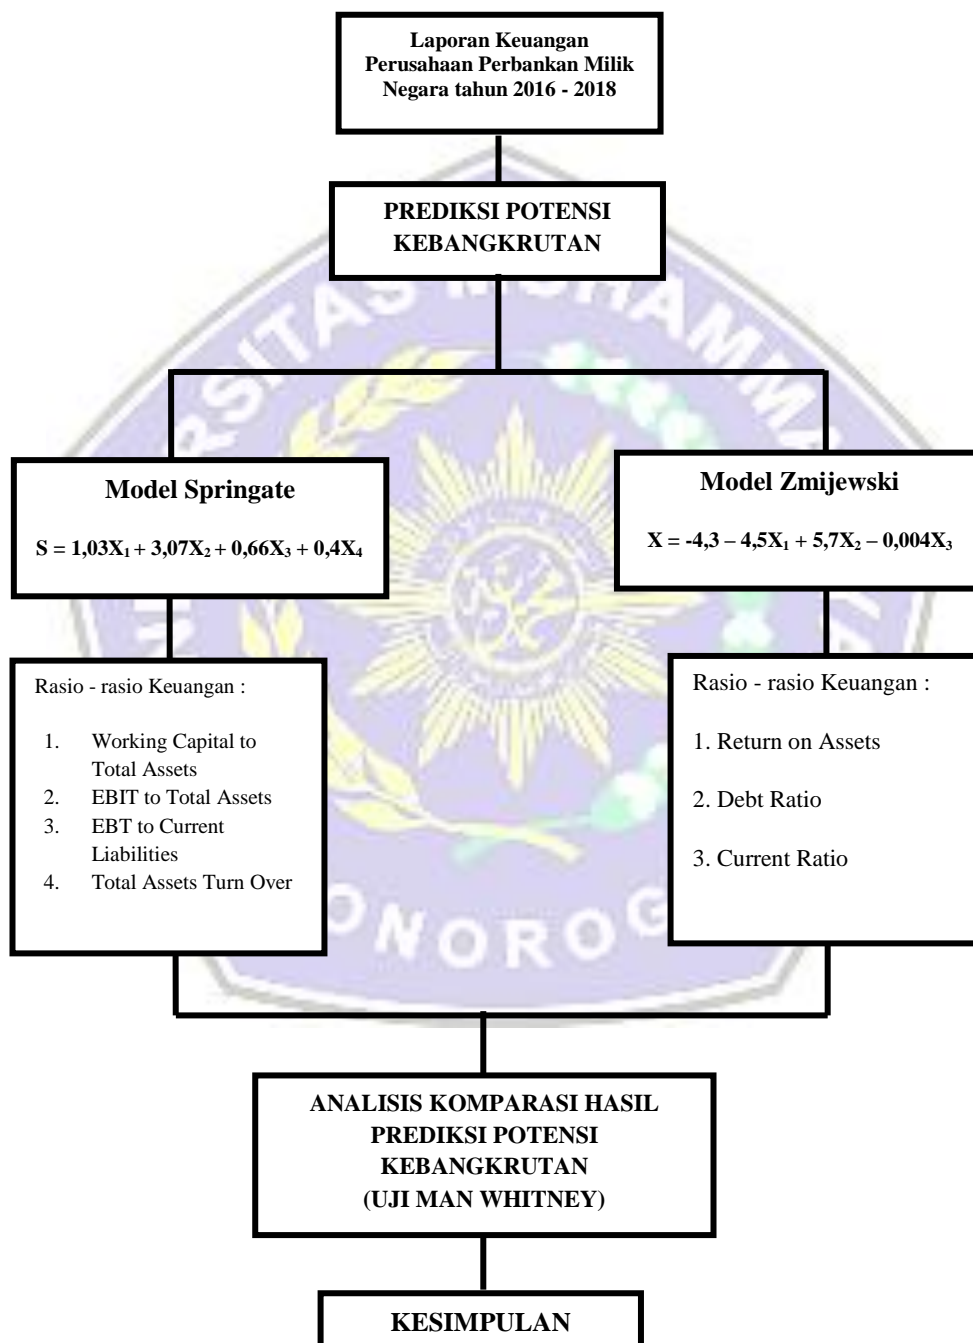 Laporan Keuangan
Perusahaan Perbankan Milik
Negara tahun 2016 - 2018
PREDIKSI POTENSI
KEBANGKRUTAN
Model Springate
S = 1,03X₁ + 3,07X₂ + 0,66X₃ + 0,4X₄
Model Zmijewski
X = -4,3 – 4,5X₁ + 5,7X₂ – 0,004X₃
Rasio - rasio Keuangan :
1. Working Capital to
Total Assets
2. EBIT to Total Assets
3. EBT to Current
Liabilities
4. Total Assets Turn Over
Rasio - rasio Keuangan :
1. Return on Assets
2. Debt Ratio
3. Current Ratio
ANALISIS KOMPARASI HASIL
PREDIKSI POTENSI
KEBANGKRUTAN
(UJI MAN WHITNEY)
KESIMPULAN